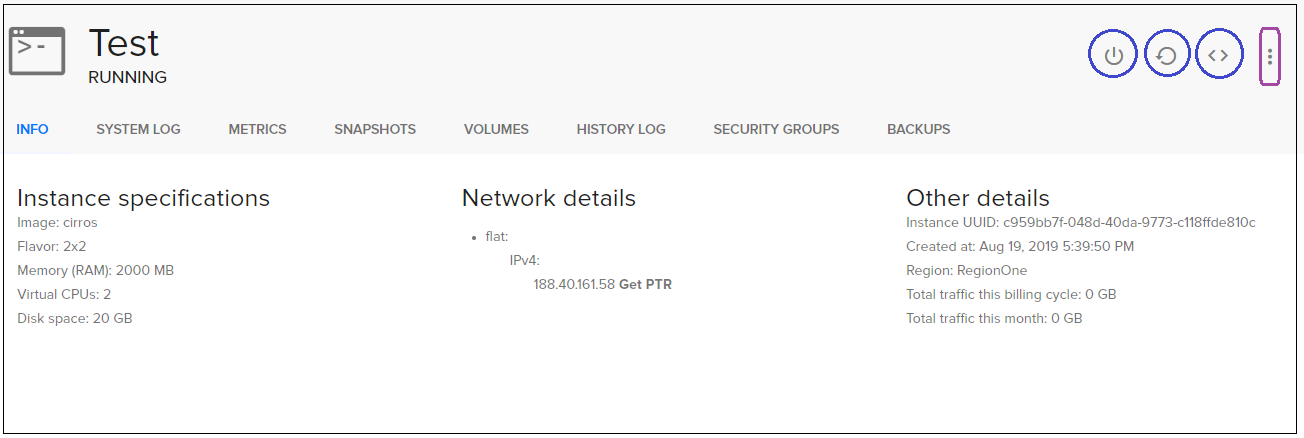 Test
RUNNING
INFO SYSTEM LOG METRICS SNAPSHOTS VOLUMES HISTORY LOG SECURITY GROUPS BACKUPS
Instance specifications
Image: cirros
Flavor: 2x2
Memory (RAM): 2000 MB
Virtual CPUs: 2
Disk space: 20 GB
Network details
• flat:
IPv4:
188.40.161.58 Get PTR
Other details
Instance UUID: c959bb7f-048d-40da-9773-c118ffde810c
Created at: Aug 19, 2019 5:39:50 PM
Region: RegionOne
Total traffic this billing cycle: 0 GB
Total traffic this month: 0 GB